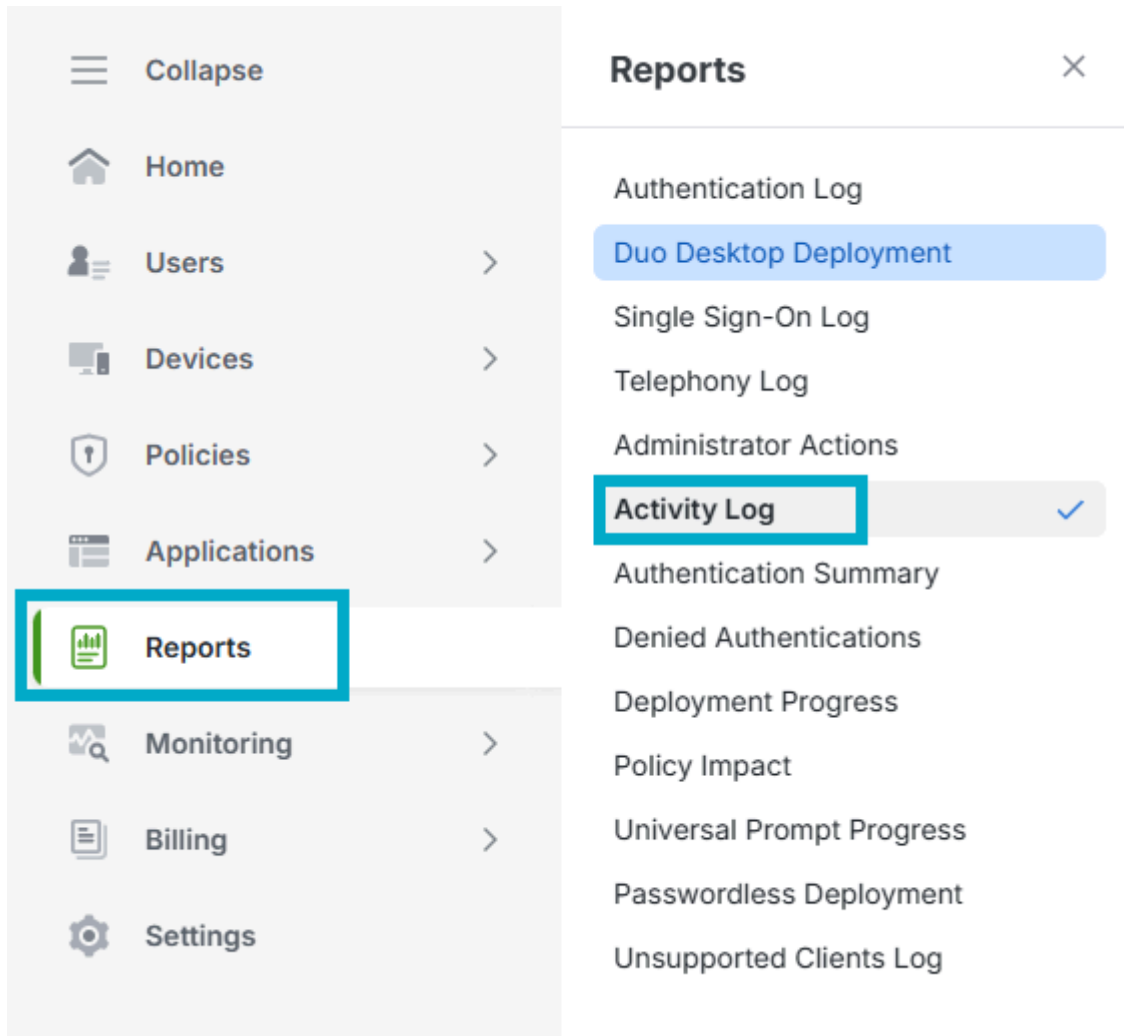 Collapse
Home
Users
Devices
Policies
Applications
Reports
Monitoring
Billing
Settings
Reports
Authentication Log
Duo Desktop Deployment
Single Sign-On Log
Telephony Log
Administrator Actions
Activity Log
Authentication Summary
Denied Authentications
Deployment Progress
Policy Impact
Universal Prompt Progress
Passwordless Deployment
Unsupported Clients Log